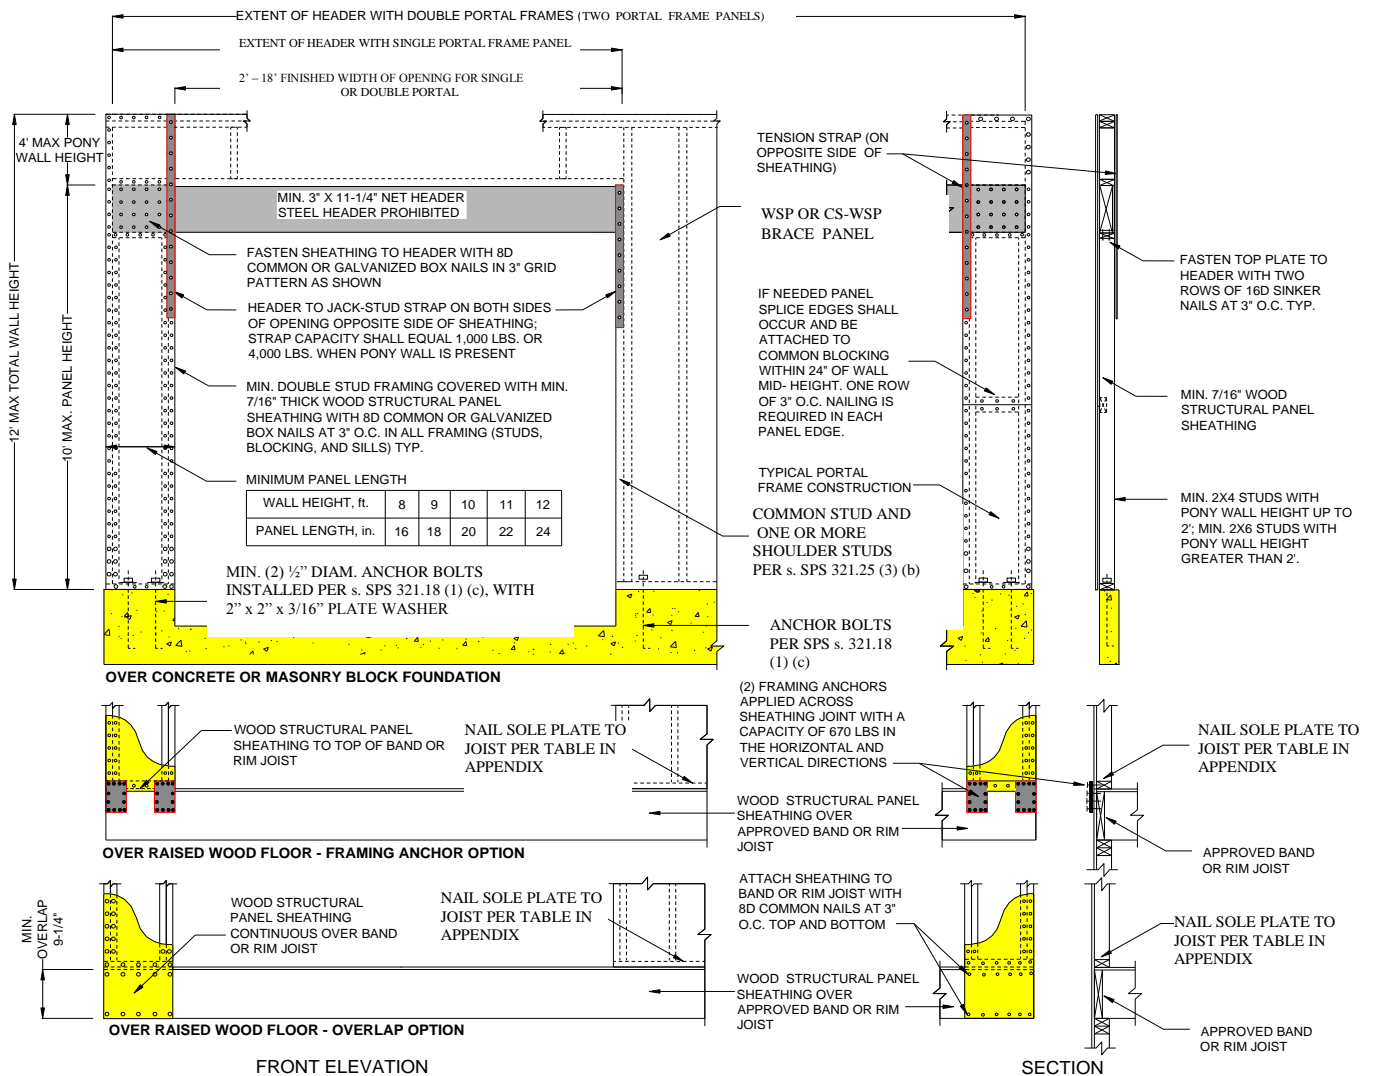 EXTENT OF HEADER WITH DOUBLE PORTAL FRAMES (TWO PORTAL FRAME PANELS)
EXTENT OF HEADER WITH SINGLE PORTAL FRAME PANEL
2’ – 18’ FINISHED WIDTH OF OPENING FOR SINGLE
OR DOUBLE PORTAL
4' MAX PONY
WALL HEIGHT
12' MAX TOTAL WALL HEIGHT
10' MAX. PANEL HEIGHT
MIN. 3" X 11-1/4" NET HEADER
STEEL HEADER PROHIBITED
FASTEN SHEATHING TO HEADER WITH 8D
COMMON OR GALVANIZED BOX NAILS IN 3" GRID
PATTERN AS SHOWN
HEADER TO JACK-STUD STRAP ON BOTH SIDES
OF OPENING OPPOSITE SIDE OF SHEATHING;
STRAP CAPACITY SHALL EQUAL 1,000 LBS. OR
4,000 LBS. WHEN PONY WALL IS PRESENT
MIN. DOUBLE STUD FRAMING COVERED WITH MIN.
7/16" THICK WOOD STRUCTURAL PANEL
SHEATHING WITH 8D COMMON OR GALVANIZED
BOX NAILS AT 3" O.C. IN ALL FRAMING (STUDS,
BLOCKING, AND SILLS) TYP.
MINIMUM PANEL LENGTH
WALL HEIGHT, ft. 8 9 10 11 12
PANEL LENGTH, in. 16 18 20 22 24
MIN. (2) ½” DIAM. ANCHOR BOLTS
INSTALLED PER s. SPS 321.18 (1) (c), WITH
2” x 2” x 3/16” PLATE WASHER
TENSION STRAP (ON
OPPOSITE SIDE OF
SHEATHING)
WSP OR CS-WSP
BRACE PANEL
IF NEEDED PANEL
SPLICE EDGES SHALL
OCCUR AND BE
ATTACHED TO
COMMON BLOCKING
WITHIN 24" OF WALL
MID- HEIGHT. ONE ROW
OF 3" O.C. NAILING IS
REQUIRED IN EACH
PANEL EDGE.
TYPICAL PORTAL
FRAME CONSTRUCTION
COMMON STUD AND
ONE OR MORE
SHOULDER STUDS
PER s. SPS 321.25 (3) (b)
ANCHOR BOLTS
PER SPS s. 321.18
(1) (c)
FASTEN TOP PLATE TO
HEADER WITH TWO
ROWS OF 16D SINKER
NAILS AT 3" O.C. TYP.
MIN. 7/16" WOOD
STRUCTURAL PANEL
SHEATHING
MIN. 2X4 STUDS WITH
PONY WALL HEIGHT UP TO
2'; MIN. 2X6 STUDS WITH
PONY WALL HEIGHT
GREATER THAN 2'.
OVER CONCRETE OR MASONRY BLOCK FOUNDATION
WOOD STRUCTURAL PANEL
SHEATHING TO TOP OF BAND OR
RIM JOIST
NAIL SOLE PLATE TO
JOIST PER TABLE IN
APPENDIX
(2) FRAMING ANCHORS
APPLIED ACROSS
SHEATHING JOINT WITH A
CAPACITY OF 670 LBS IN
THE HORIZONTAL AND
VERTICAL DIRECTIONS
WOOD STRUCTURAL PANEL
SHEATHING OVER
APPROVED BAND OR RIM
JOIST
NAIL SOLE PLATE TO
JOIST PER TABLE IN
APPENDIX
APPROVED BAND
OR RIM JOIST
OVER RAISED WOOD FLOOR - FRAMING ANCHOR OPTION
MIN.
OVERLAP
9-1/4"
WOOD STRUCTURAL
PANEL SHEATHING
CONTINUOUS OVER BAND
OR RIM JOIST
NAIL SOLE PLATE TO
JOIST PER TABLE IN
APPENDIX
ATTACH SHEATHING TO
BAND OR RIM JOIST WITH
8D COMMON NAILS AT 3"
O.C. TOP AND BOTTOM
WOOD STRUCTURAL PANEL
SHEATHING OVER
APPROVED BAND OR RIM
JOIST
NAIL SOLE PLATE TO
JOIST PER TABLE IN
APPENDIX
APPROVED BAND
OR RIM JOIST
OVER RAISED WOOD FLOOR - OVERLAP OPTION
FRONT ELEVATION
SECTION